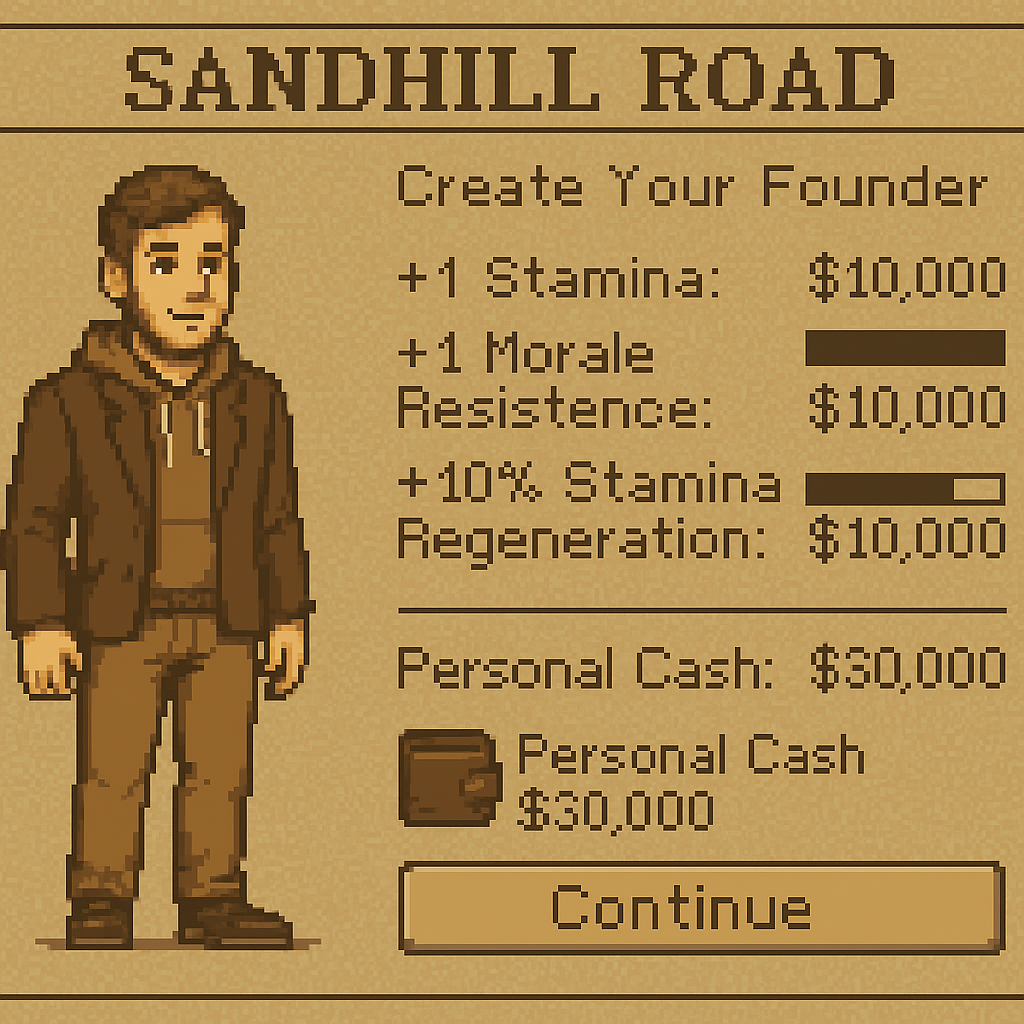 SANDHILL ROAD
Create Your Founder
+1 Stamina: $10,000
+1 Morale
Resistence: $10,000
+10% Stamina
Regeneration: $10,000
Personal Cash: $30,000
Personal Cash
$30,000
Continue